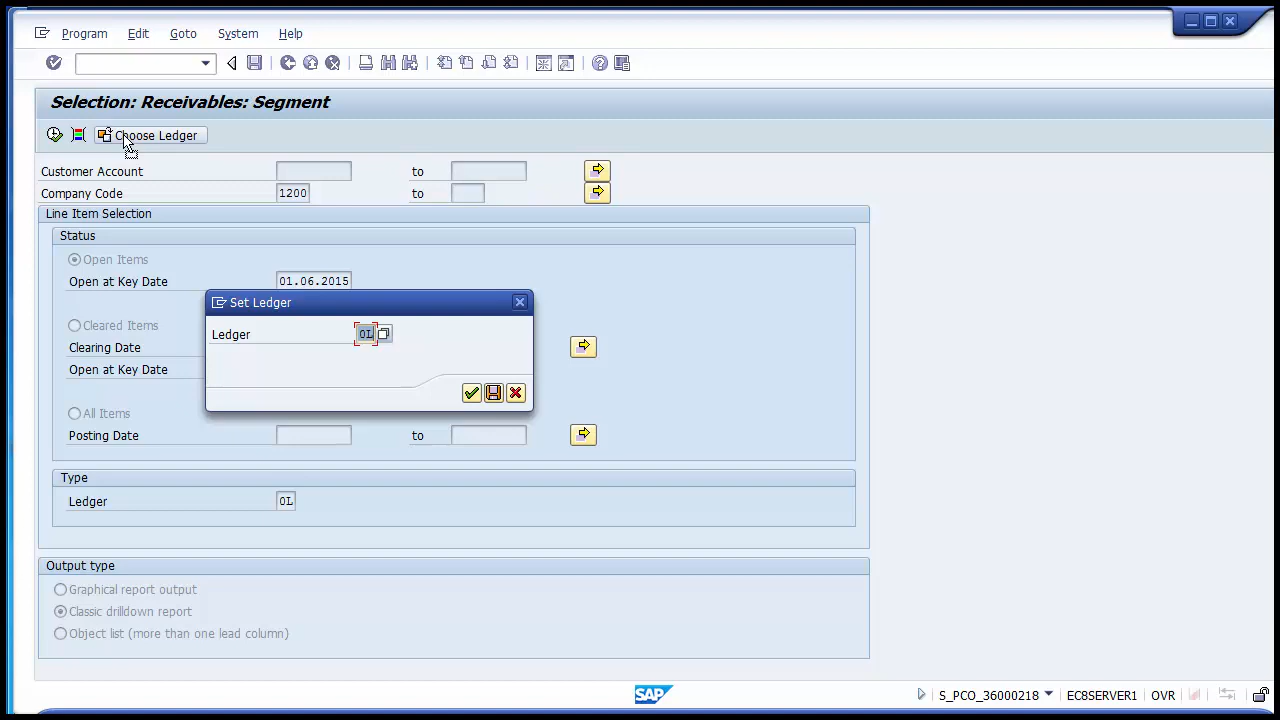 Program Edit Goto System Help
Selection: Receivables: Segment
Choose Ledger
Customer Account to
Company Code 1200 to
Line Item Selection
Status
Open Items
Open at Key Date 01.06.2015
Set Ledger
Ledger 0L
Cleared Items
Clearing Date
Open at Key Date
All Items
Posting Date to
Type
Ledger 0L
Output type
Graphical report output
Classic drilldown report
Object list (more than one lead column)
SAP S_PCO_36000218 ECGSERVER1 OVR